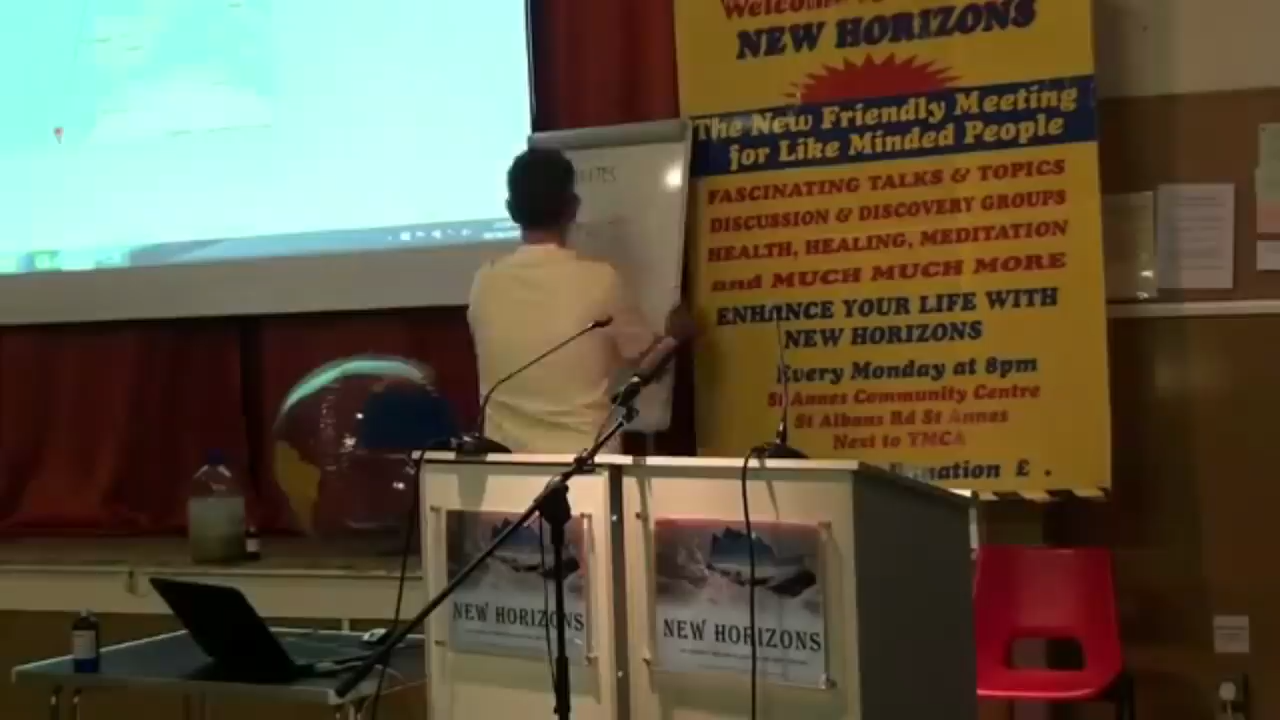 NEW HORIZONS
The New Friendly Meeting
for Like Minded People
FASCINATING TALKS & TOPICS
DISCUSSION & DISCOVERY GROUPS
HEALTH, HEALING, MEDITATION
and MUCH MUCH MORE
ENHANCE YOUR LIFE WITH
NEW HORIZONS
Every Monday at 8pm
St Annes Community Centre
St Albans Rd St Annes
Next to YMCA
£ .
NEW HORIZONS
NEW HORIZONS